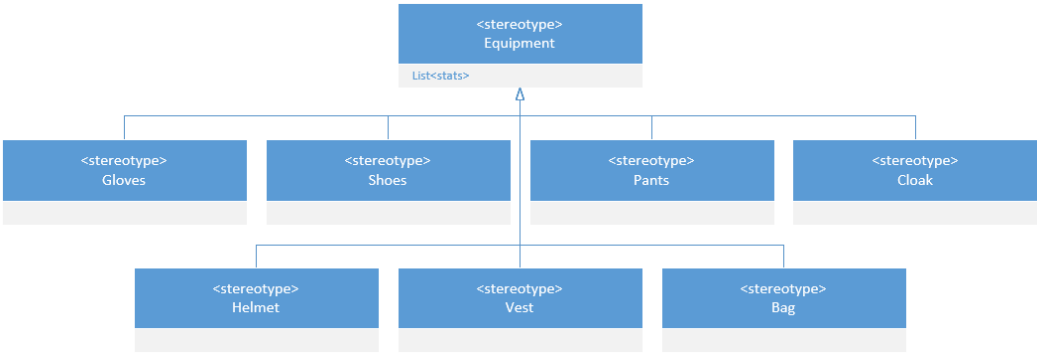 <stereotype>
Equipment
List<stats>
<stereotype>
Gloves
<stereotype>
Shoes
<stereotype>
Pants
<stereotype>
Cloak
<stereotype>
Helmet
<stereotype>
Vest
<stereotype>
Bag